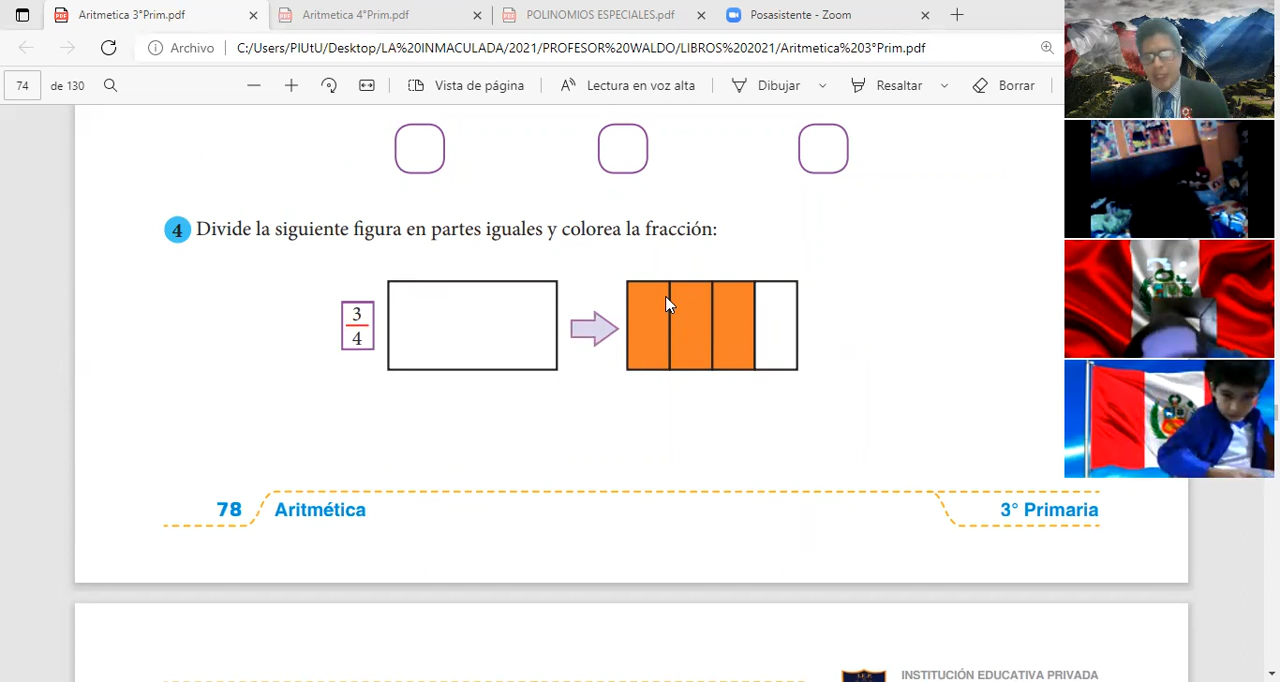 Aritmetica 3°Prim.pdf
Aritmetica 4°Prim.pdf
POLINOMIOS ESPECIALES.pdf
Posasistente - Zoom
Archivo
C:/Users/PIUtU/Desktop/LA%20INMACULADA/2021/PROFESOR%20WALDO/LIBROS%202021/Aritmetica%203°Prim.pdf
74 de 130
Vista de página
Lectura en voz alta
Dibujar
Resaltar
Borrar
4 Divide la siguiente figura en partes iguales y colorea la fracción:
3
4
78 Aritmética
3° Primaria
INSTITUCIÓN EDUCATIVA PRIVADA